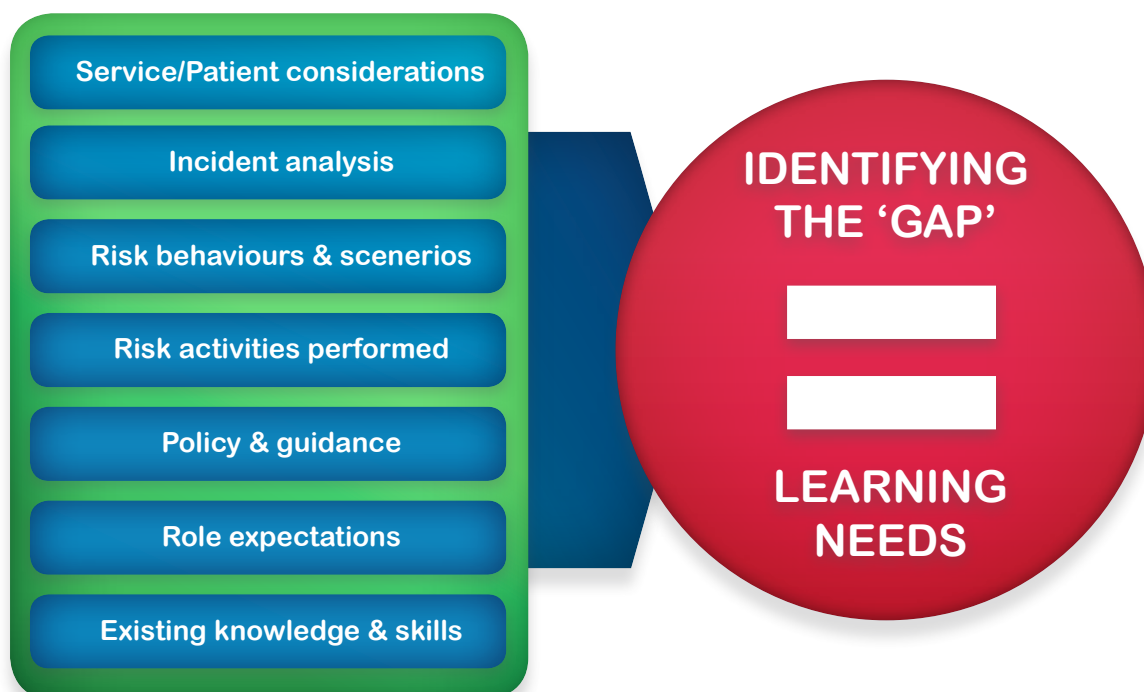 Service/Patient considerations
Incident analysis
Risk behaviours & scenerios
Risk activities performed
Policy & guidance
Role expectations
Existing knowledge & skills
IDENTIFYING
THE ‘GAP’
LEARNING
NEEDS